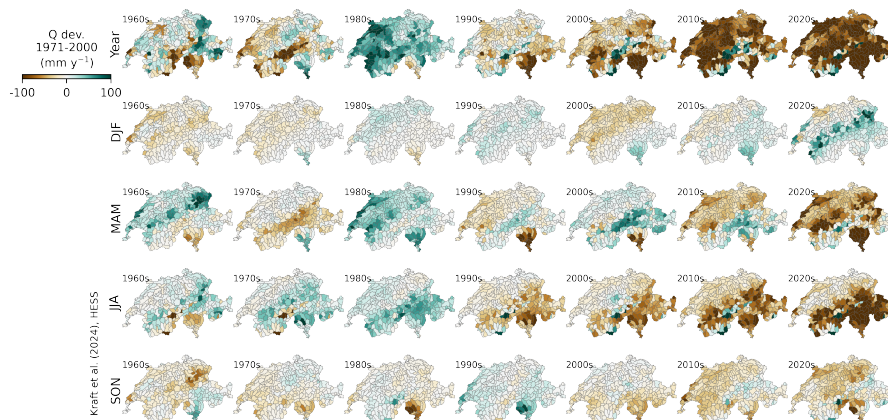 Q dev.
1971-2000
(mm y⁻¹)
-100 0 100
Year
1960s 1970s 1980s 1990s 2000s 2010s 2020s
DJF
1960s 1970s 1980s 1990s 2000s 2010s 2020s
MAM
1960s 1970s 1980s 1990s 2000s 2010s 2020s
JJA
1960s 1970s 1980s 1990s 2000s 2010s 2020s
SON
1960s 1970s 1980s 1990s 2000s 2010s 2020s
Kraft et al. (2024), HESS